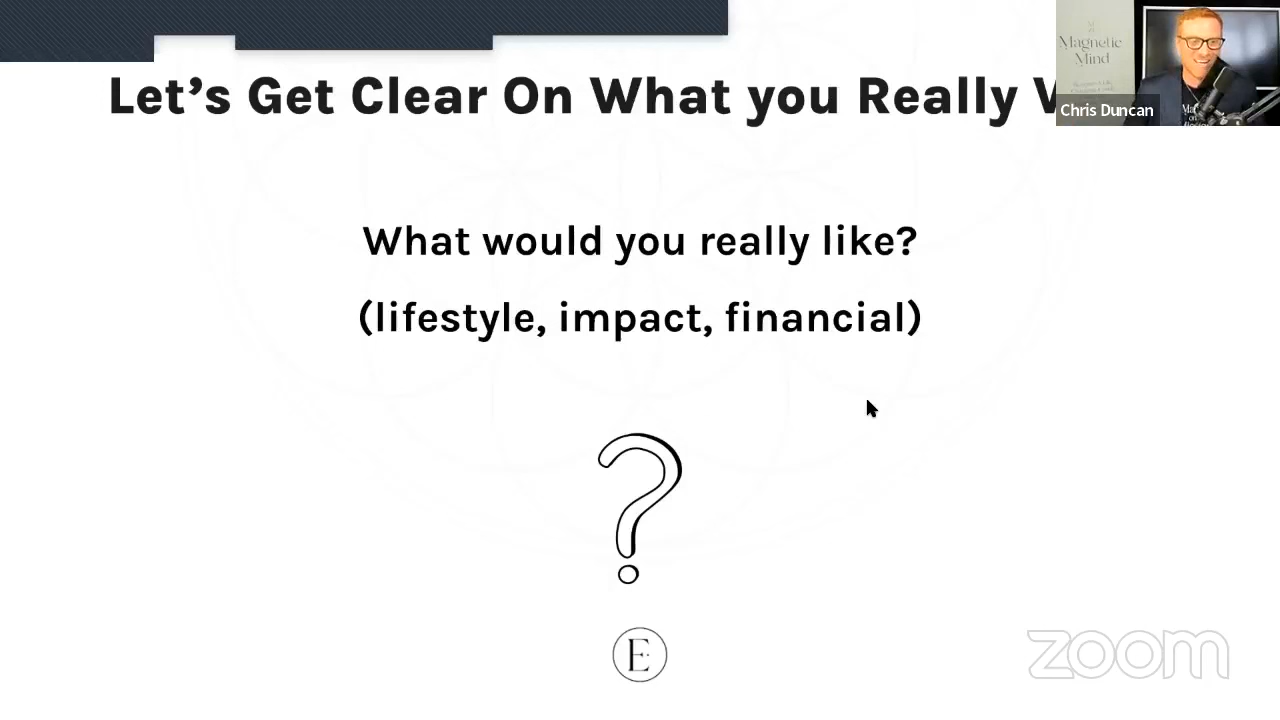 Let’s Get Clear On What you Really
Magnetic
Mind
Chris Duncan
What would you really like?
(lifestyle, impact, financial)
?
E
zoom